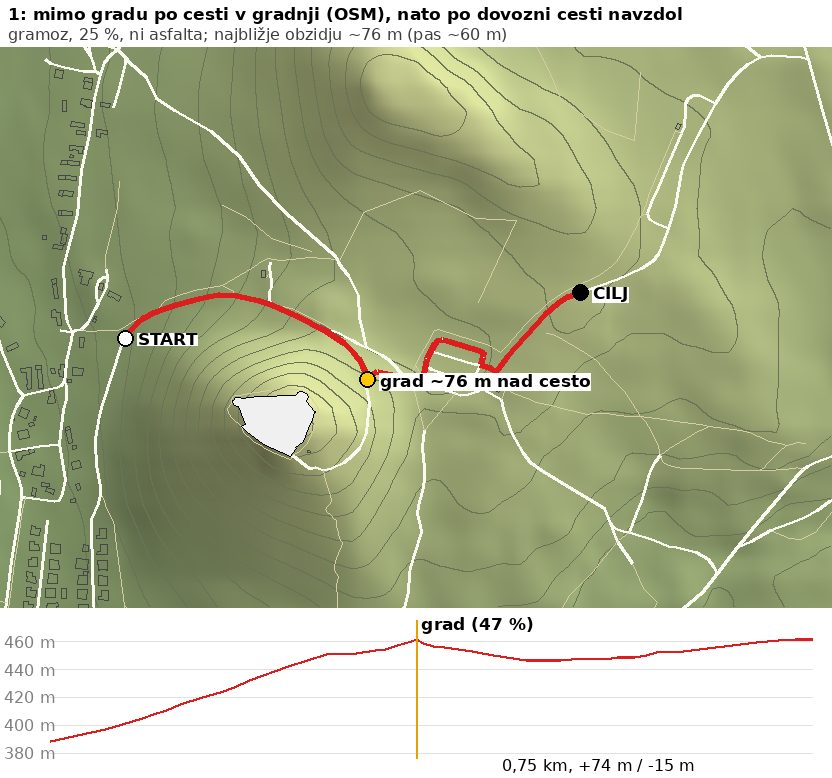 1: mimo gradu po cesti v gradnji (OSM), nato po dovozni cesti navzdol
gramoz, 25 %, ni asfalta; najbližje obzidju ~76 m (pas ~60 m)
CILJ
START
grad ~76 m nad cesto
grad (47 %)
460 m
440 m
420 m
400 m
380 m
0,75 km, +74 m / -15 m